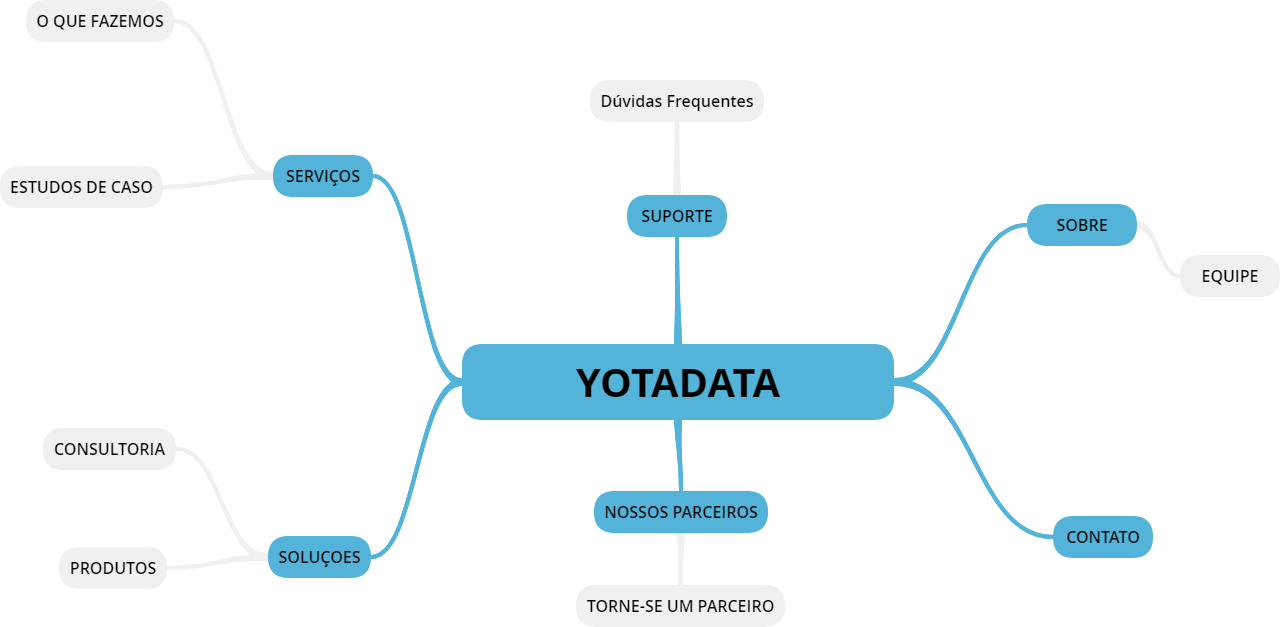 O QUE FAZEMOS
Dúvidas Frequentes
SERVIÇOS
ESTUDOS DE CASO
SUPORTE
SOBRE
EQUIPE
YOTADATA
CONSULTORIA
NOSSOS PARCEIROS
CONTATO
SOLUÇOES
PRODUTOS
TORNE-SE UM PARCEIRO